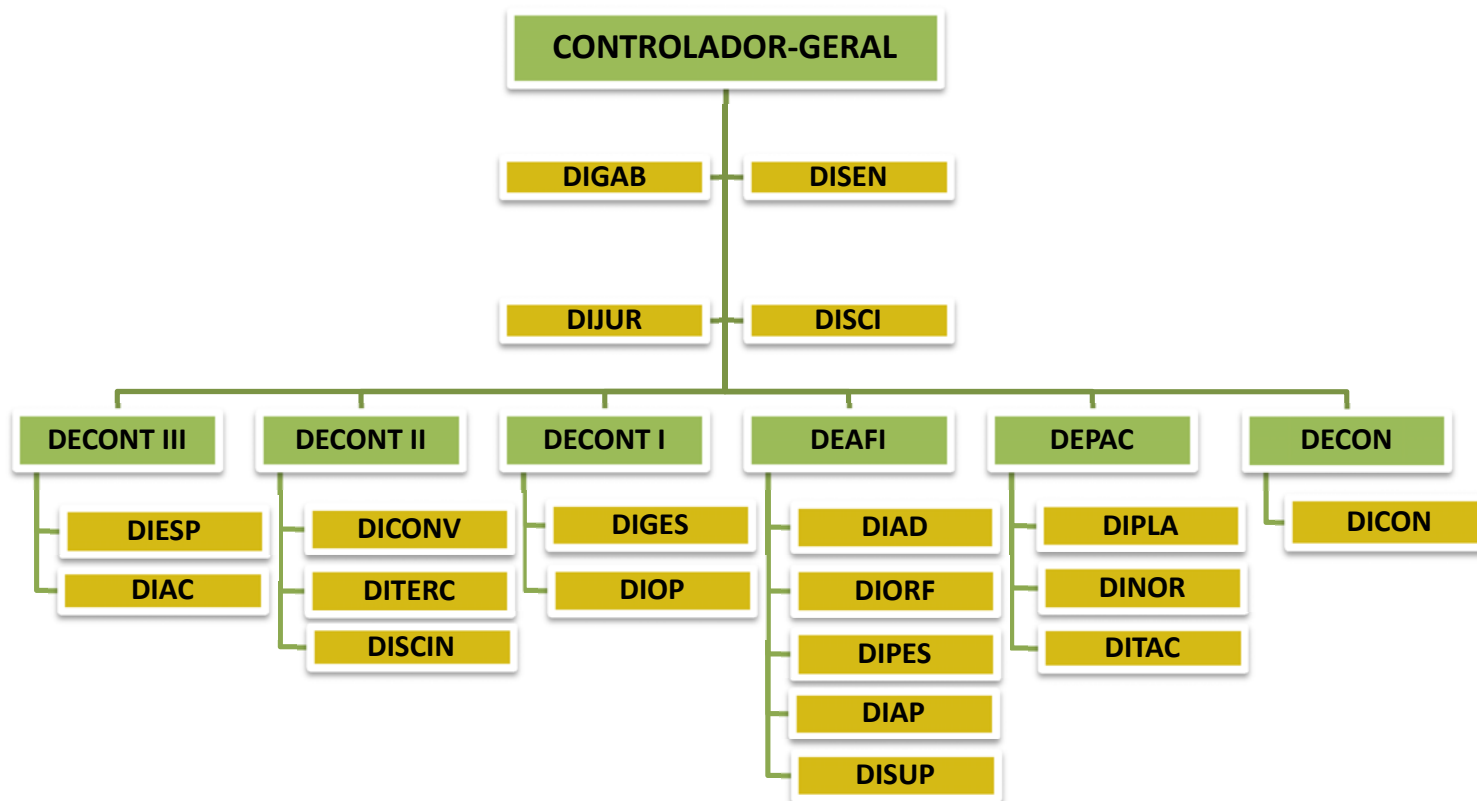 CONTROLADOR-GERAL
DIGAB
DISEN
DIJUR
DISCI
DECONT III
DECONT II
DECONT I
DEAFI
DEPAC
DECON
DIESP
DIAC
DICONV
DITERC
DISCIN
DIGES
DIOP
DIAD
DIORF
DIPES
DIAP
DISUP
DIPLA
DINOR
DITAC
DICON